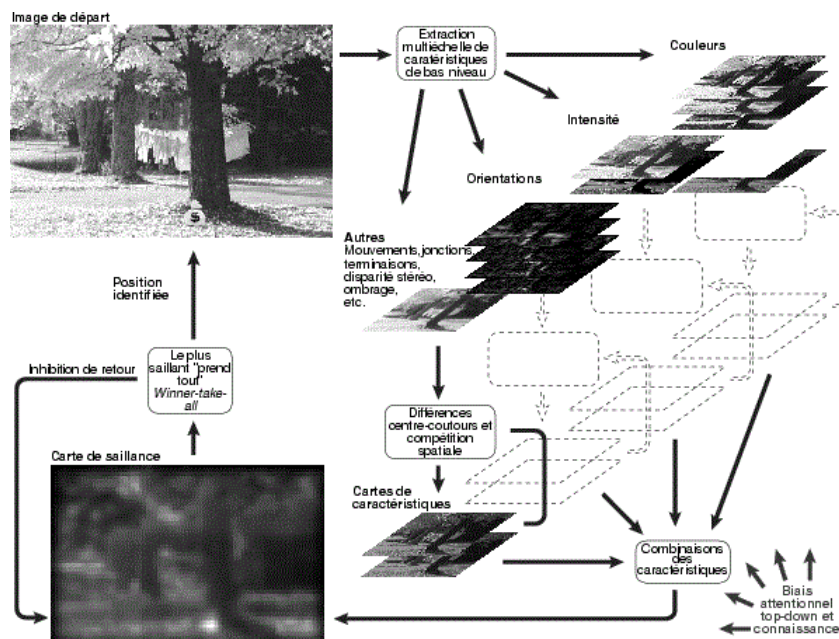 Image de départ
Extraction
multiéchelle de
caratéristiques
de bas niveau
Couleurs
Intensité
Orientations
Autres
Mouvements, jonctions,
terminaisons,
disparité stéréo,
ombrage,
etc.
$
Position
identifiée
Inhibition de retour
Le plus
saillant "prend
tout"
Winner-take-
all
Différences
centre-coutours et
compétition
spatiale
Carte de saillance
Cartes de
caractéristiques
Combinaisons
des
caractéristiques
Biais
attentionnel
top-down et
connaissance